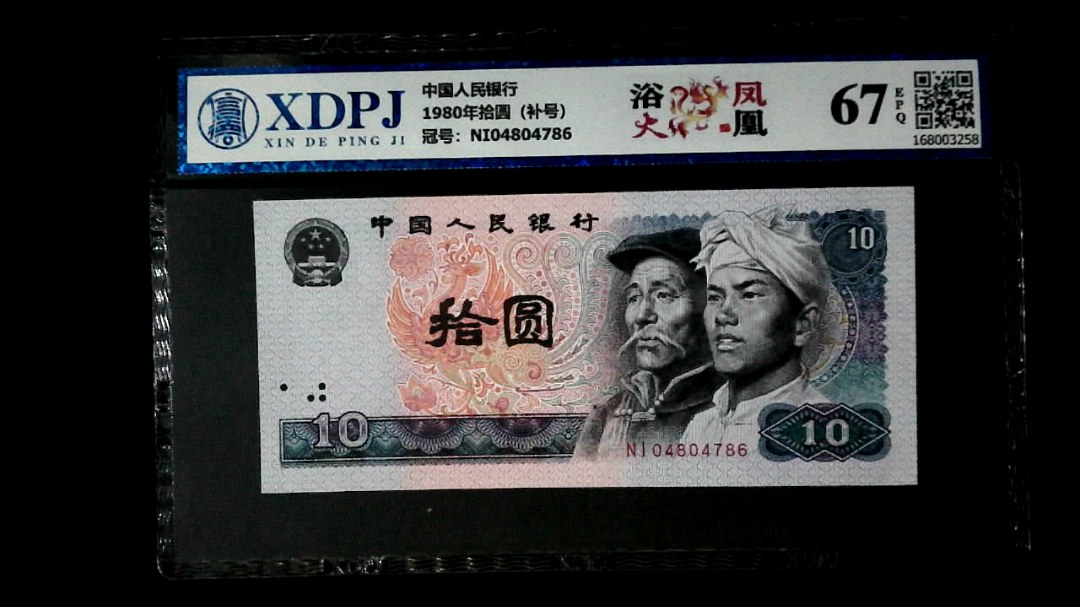 XDPJ
XIN DE PING JI
中国人民银行
1980年拾圆（补号）
冠号：NI04804786
浴火
凤凰
67
EPQ
168003258
中国人民银行
10
拾圆
10
NI04804786
10